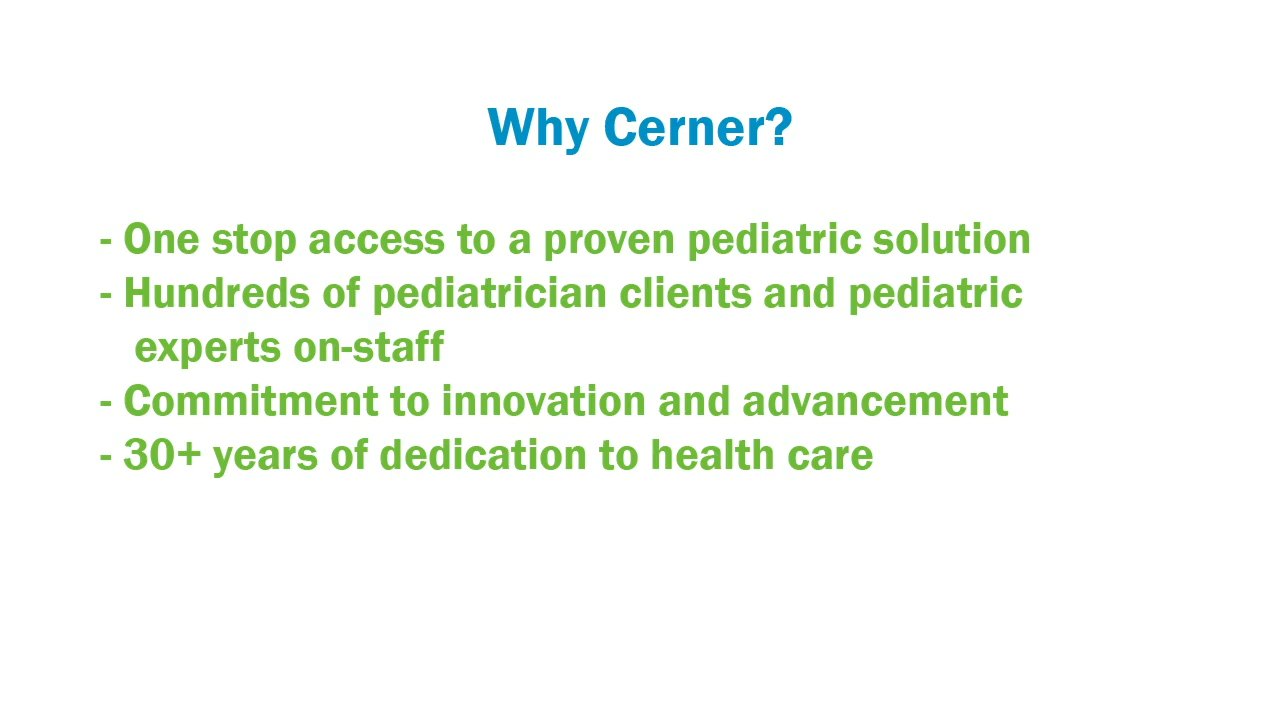 Why Cerner?
- One stop access to a proven pediatric solution
- Hundreds of pediatrician clients and pediatric
experts on-staff
- Commitment to innovation and advancement
- 30+ years of dedication to health care